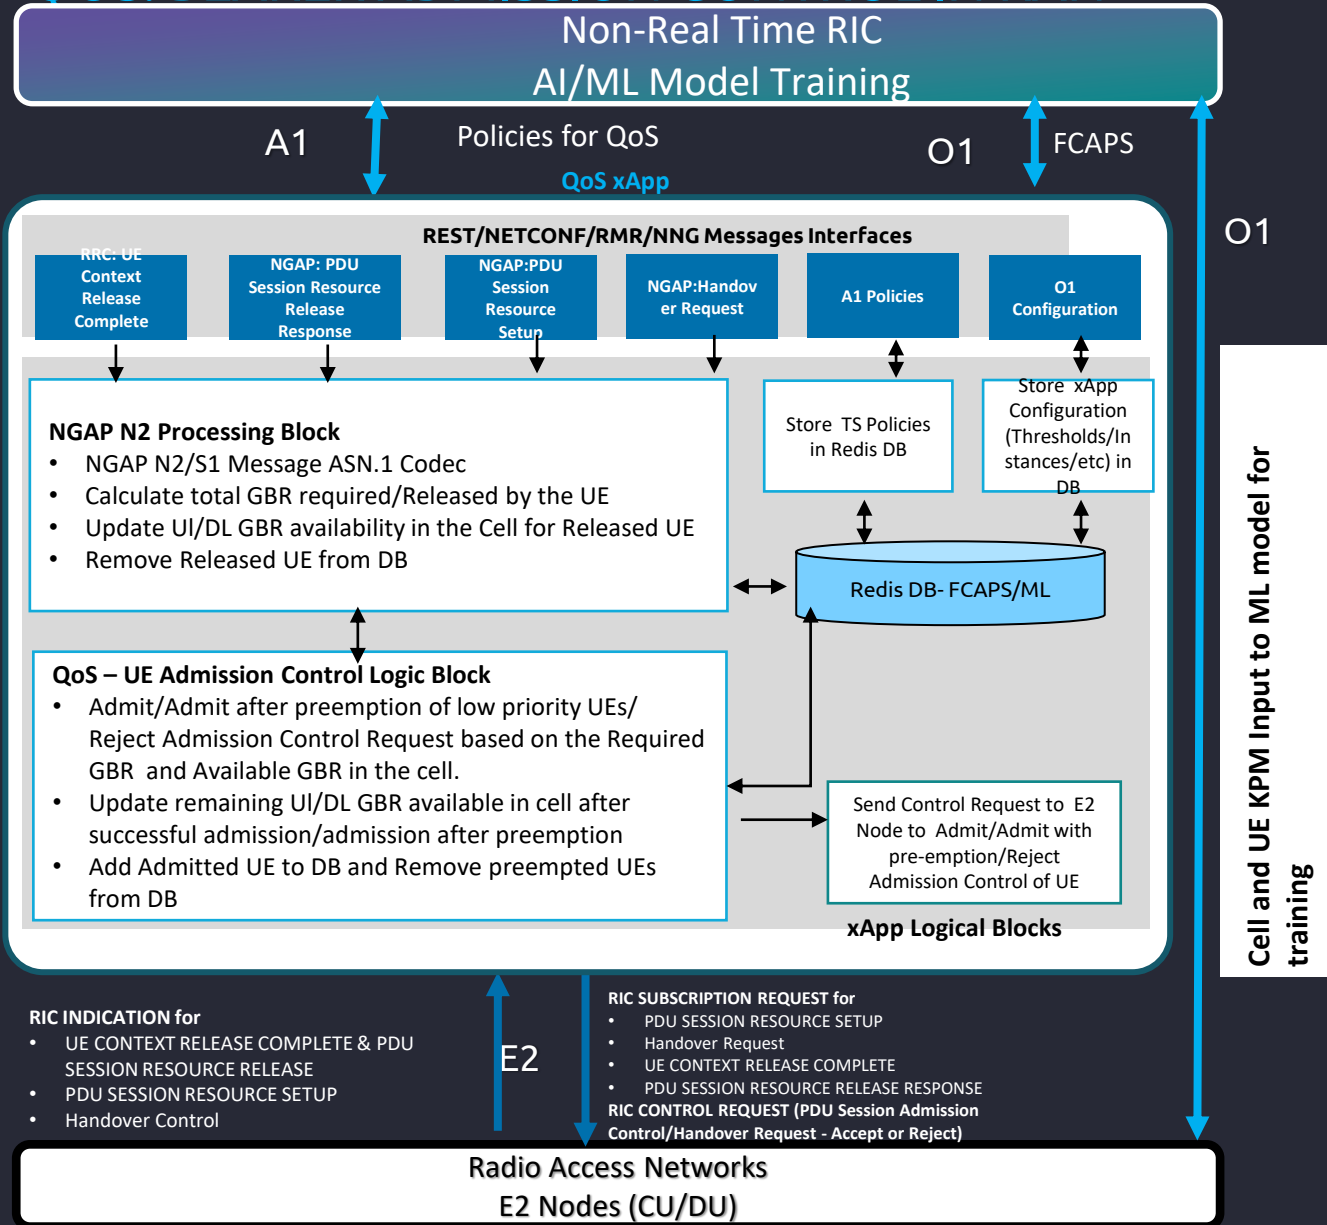 Non-Real Time RIC
AI/ML Model Training
A1
Policies for QoS
O1
FCAPS
QoS xApp
O1
REST/NETCONF/RMR/NNG Messages Interfaces
RRC: UE
Context
Release
Complete
NGAP: PDU
Session Resource
Release
Response
NGAP:PDU
Session
Resource
Setup
NGAP:Handov
er Request
A1 Policies
O1
Configuration
NGAP N2 Processing Block
• NGAP N2/S1 Message ASN.1 Codec
• Calculate total GBR required/Released by the UE
• Update Ul/DL GBR availability in the Cell for Released UE
• Remove Released UE from DB
Store TS Policies
in Redis DB
Store xApp
Configuration
(Thresholds/In
stances/etc) in
DB
Redis DB- FCAPS/ML
QoS – UE Admission Control Logic Block
• Admit/Admit after preemption of low priority UEs/
Reject Admission Control Request based on the Required
GBR and Available GBR in the cell.
• Update remaining Ul/DL GBR available in cell after
successful admission/admission after preemption
• Add Admitted UE to DB and Remove preempted UEs
from DB
Send Control Request to E2
Node to Admit/Admit with
pre-emption/Reject
Admission Control of UE
xApp Logical Blocks
Cell and UE KPM Input to ML model for
training
RIC INDICATION for
• UE CONTEXT RELEASE COMPLETE & PDU
SESSION RESOURCE RELEASE
• PDU SESSION RESOURCE SETUP
• Handover Control
E2
RIC SUBSCRIPTION REQUEST for
• PDU SESSION RESOURCE SETUP
• Handover Request
• UE CONTEXT RELEASE COMPLETE
• PDU SESSION RESOURCE RELEASE RESPONSE
RIC CONTROL REQUEST (PDU Session Admission
Control/Handover Request - Accept or Reject)
Radio Access Networks
E2 Nodes (CU/DU)